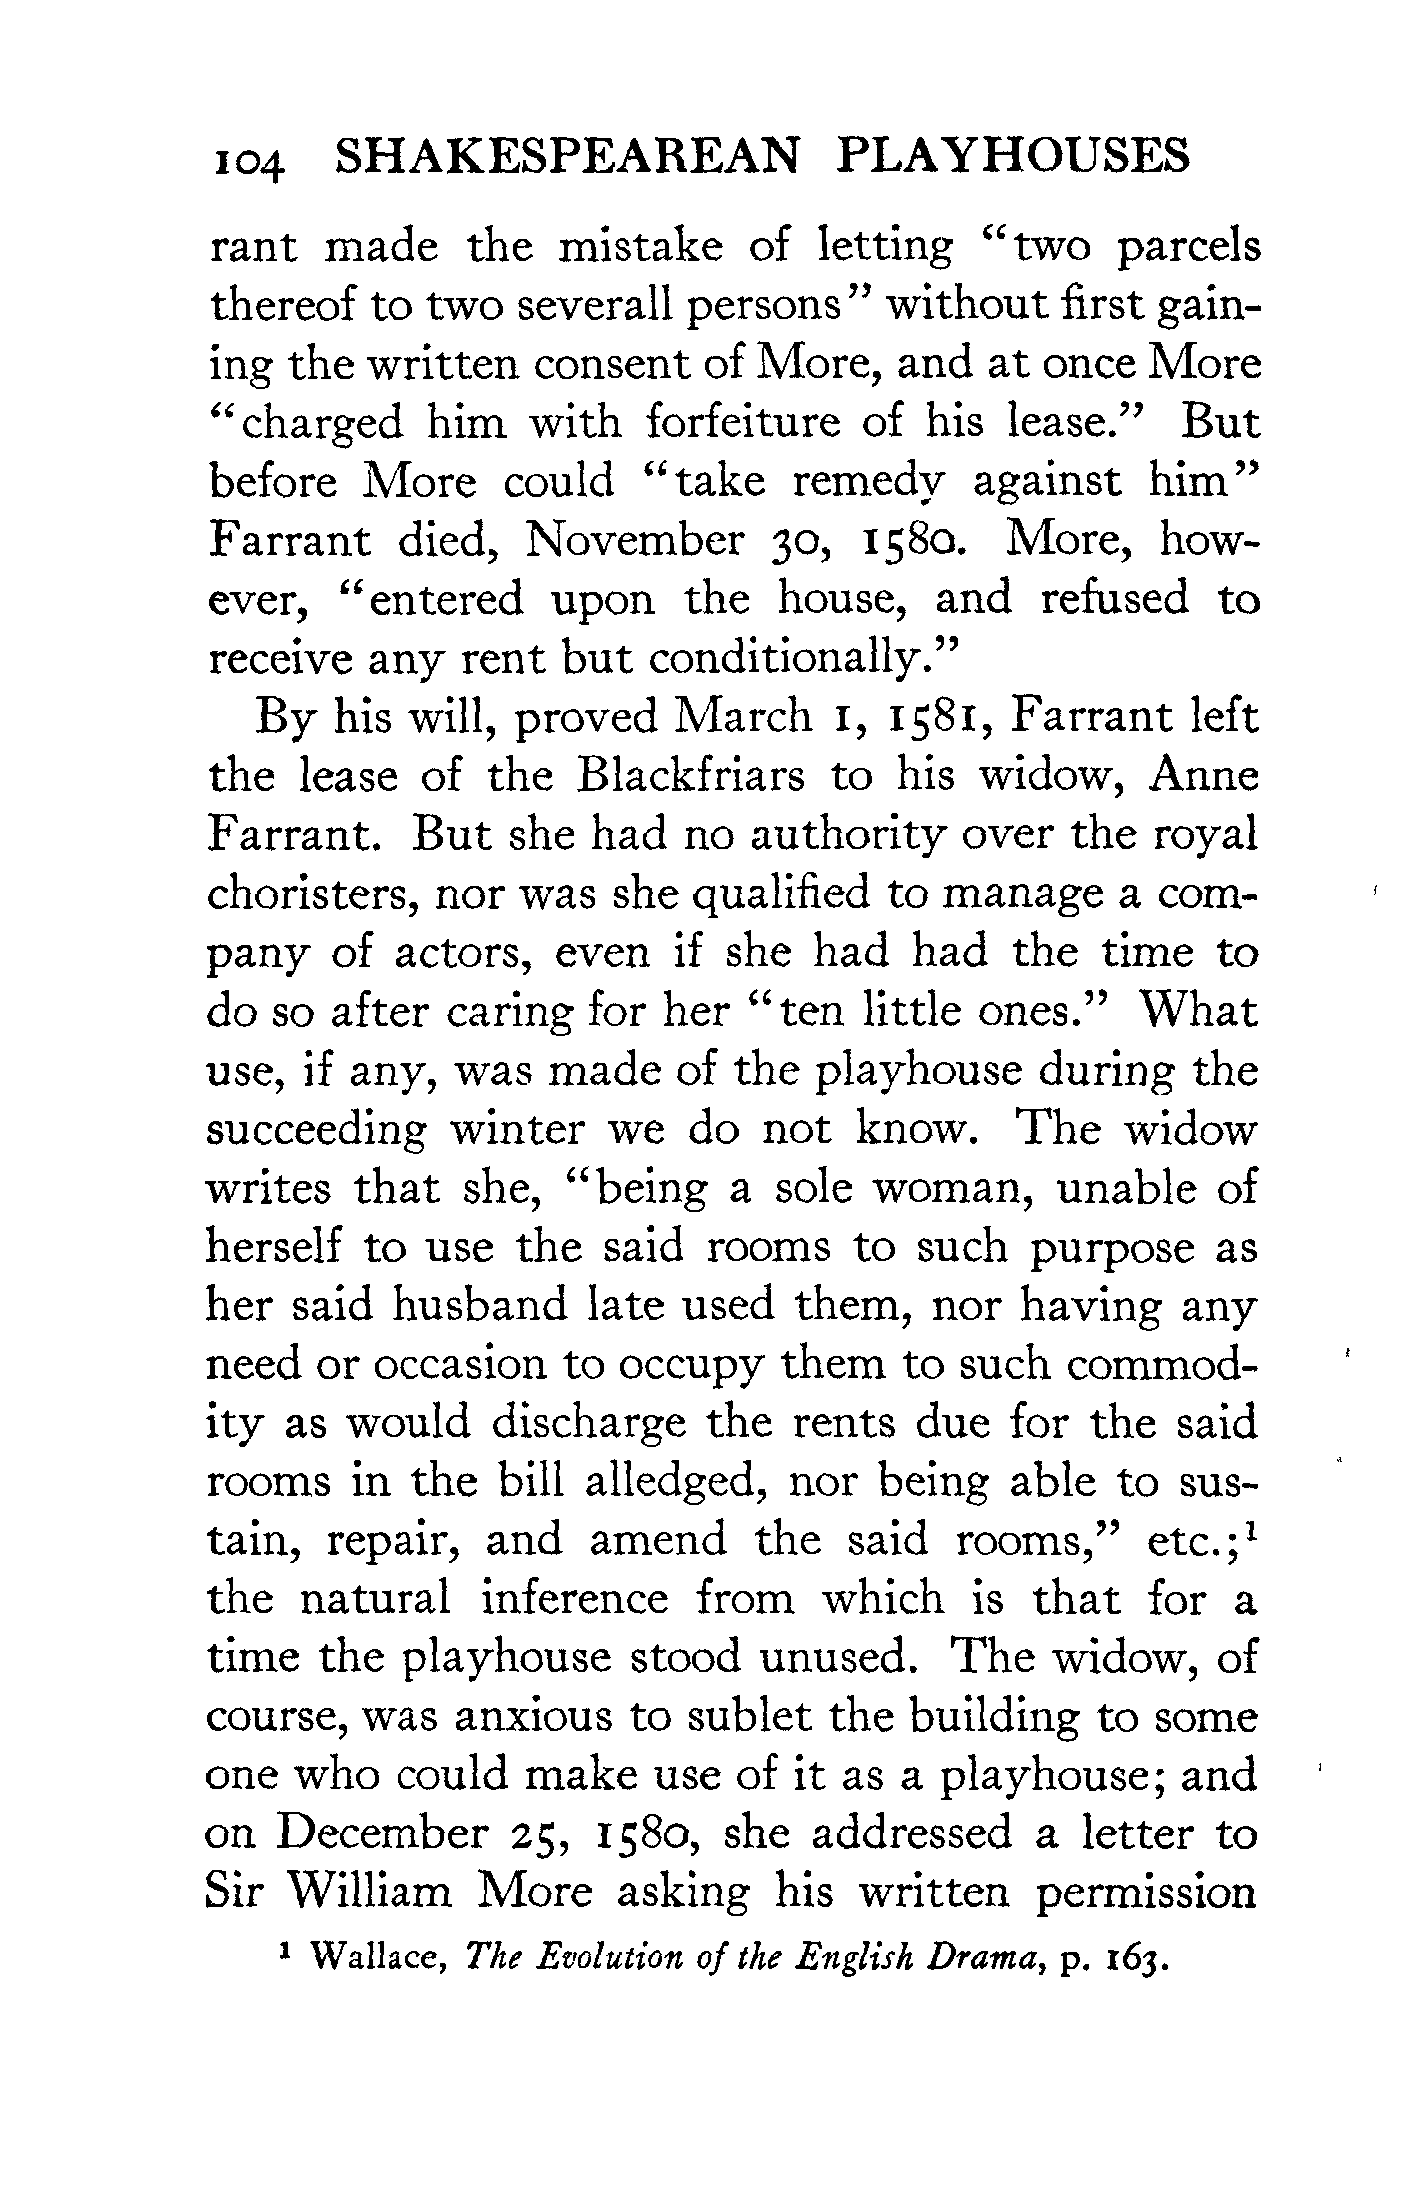 104 SHAKESPEAREAN PLAYHOUSES
rant made the mistake of letting “two parcels
thereof to two severall persons” without first gain-
ing the written consent of More, and at once More
“charged him with forfeiture of his lease.” But
before More could “take remedy against him”
Farrant died, November 30, 1580. More, how-
ever, “entered upon the house, and refused to
receive any rent but conditionally.”
By his will, proved March 1, 1581, Farrant left
the lease of the Blackfriars to his widow, Anne
Farrant. But she had no authority over the royal
choristers, nor was she qualified to manage a com-
pany of actors, even if she had had the time to
do so after caring for her “ten little ones.” What
use, if any, was made of the playhouse during the
succeeding winter we do not know. The widow
writes that she, “being a sole woman, unable of
herself to use the said rooms to such purpose as
her said husband late used them, nor having any
need or occasion to occupy them to such commod-
ity as would discharge the rents due for the said
rooms in the bill alledged, nor being able to sus-
tain, repair, and amend the said rooms,” etc.;¹
the natural inference from which is that for a
time the playhouse stood unused. The widow, of
course, was anxious to sublet the building to some
one who could make use of it as a playhouse; and
on December 25, 1580, she addressed a letter to
Sir William More asking his written permission
¹ Wallace, The Evolution of the English Drama, p. 163.